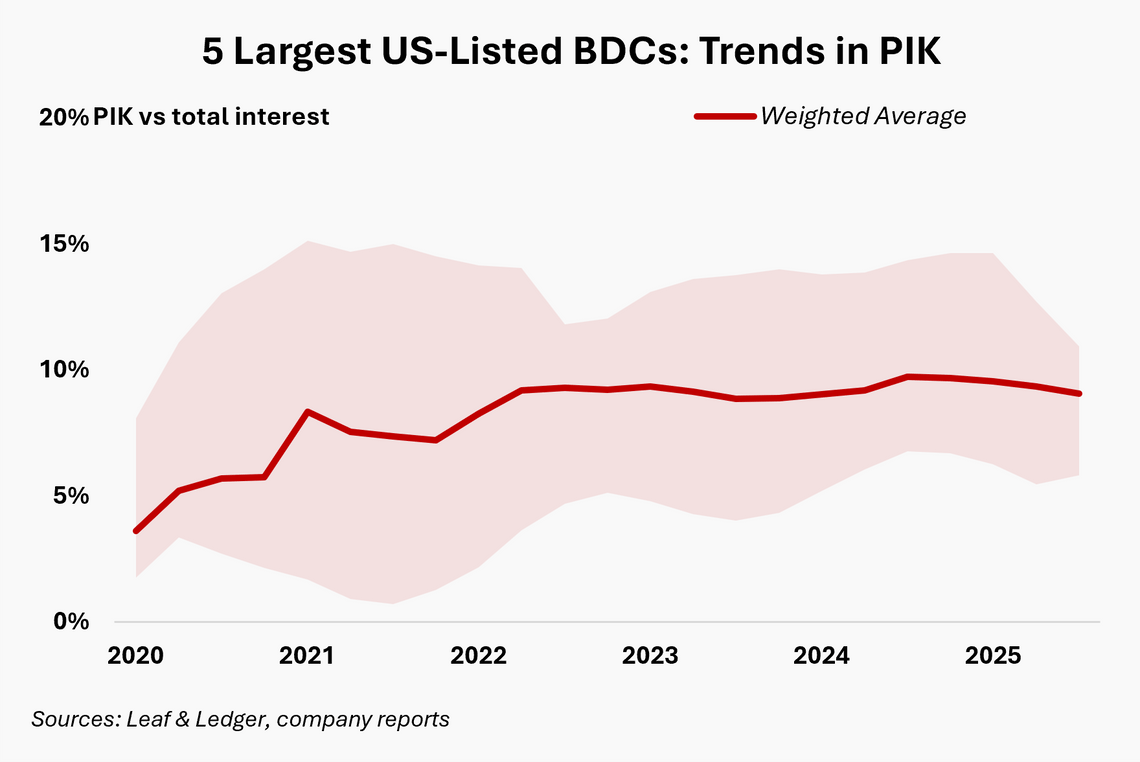 5 Largest US-Listed BDCs: Trends in PIK
20% PIK vs total interest
Weighted Average
15%
10%
5%
0%
2020 2021 2022 2023 2024 2025
Sources: Leaf & Ledger, company reports